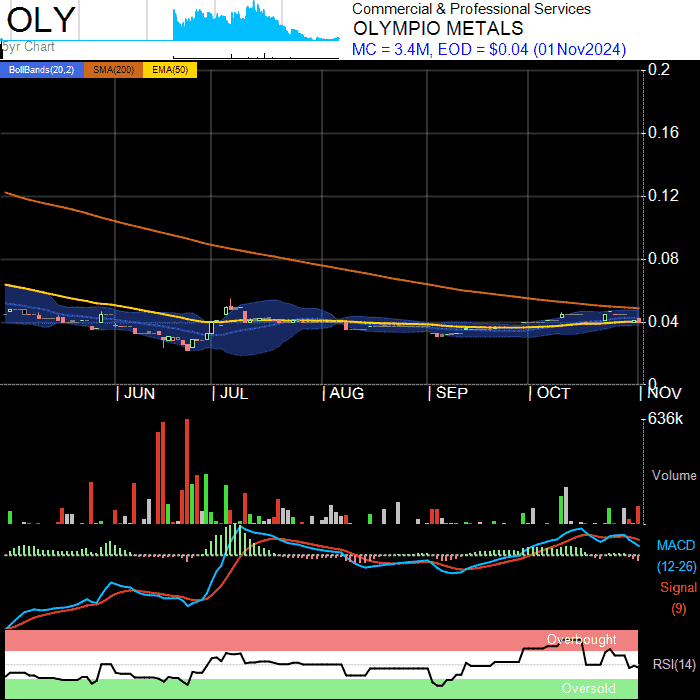 OLY
5yr Chart
Commercial & Professional Services
OLYMPIO METALS
MC = 3.4M, EOD = $0.04 (01Nov2024)
BollBands(20,2) SMA(200) EMA(50)
0.2
0.16
0.12
0.08
0.04
0
JUN JUL AUG SEP OCT NOV
636k
Volume
MACD
(12-26)
Signal
(9)
Overbought
RSI(14)
Oversold